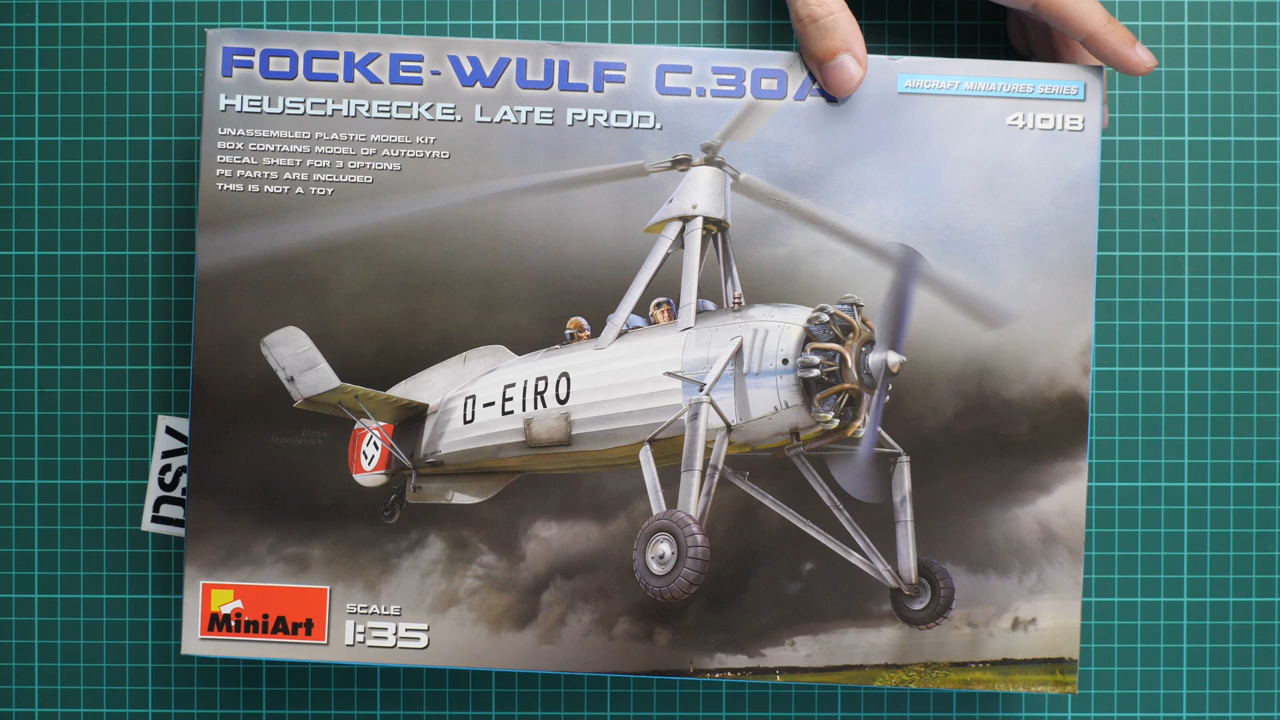 FOCKE-WULF C.30A
HEUSCHRECKE. LATE PROD.
AIRCRAFT MINIATURES SERIES
41018
UNASSEMBLED PLASTIC MODEL KIT
BOX CONTAINS MODEL OF AUTOGYRO
DECAL SHEET FOR 3 OPTIONS
PE PARTS ARE INCLUDED
THIS IS NOT A TOY
D-EIRO
DSV
MiniArt
SCALE
1:35